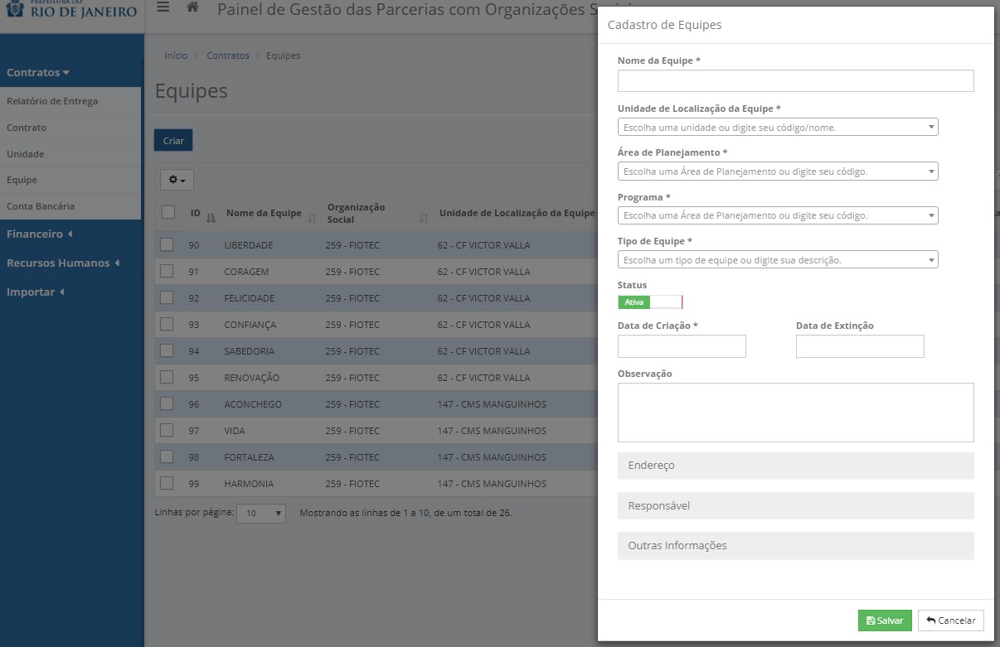 PREFEITURA DO
RIO DE JANEIRO
Painel de Gestão das Parcerias com Organizações
Contratos
Relatório de Entrega
Contrato
Unidade
Equipe
Conta Bancária
Financeiro
Recursos Humanos
Importar
Início > Contratos > Equipes
Equipes
Criar
ID Nome da Equipe Organização Social Unidade de Localização da Equipe
90 LIBERDADE 259 - FIOTEC 62 - CF VICTOR VALLA
91 CORAGEM 259 - FIOTEC 62 - CF VICTOR VALLA
92 FELICIDADE 259 - FIOTEC 62 - CF VICTOR VALLA
93 CONFIANÇA 259 - FIOTEC 62 - CF VICTOR VALLA
94 SABEDORIA 259 - FIOTEC 62 - CF VICTOR VALLA
95 RENOVAÇÃO 259 - FIOTEC 62 - CF VICTOR VALLA
96 ACONCHEGO 259 - FIOTEC 147 - CMS MANGUINHOS
97 VIDA 259 - FIOTEC 147 - CMS MANGUINHOS
98 FORTALEZA 259 - FIOTEC 147 - CMS MANGUINHOS
99 HARMONIA 259 - FIOTEC 147 - CMS MANGUINHOS
Linhas por página: 10 Mostrando as linhas de 1 a 10, de um total de 26.
Cadastro de Equipes
Nome da Equipe *
Unidade de Localização da Equipe *
Escolha uma unidade ou digite seu código/nome.
Área de Planejamento *
Escolha uma Área de Planejamento ou digite seu código.
Programa *
Escolha uma Área de Planejamento ou digite seu código.
Tipo de Equipe *
Escolha um tipo de equipe ou digite sua descrição.
Status
Ativa
Data de Criação * Data de Extinção
Observação
Endereço
Responsável
Outras Informações
Salvar Cancelar